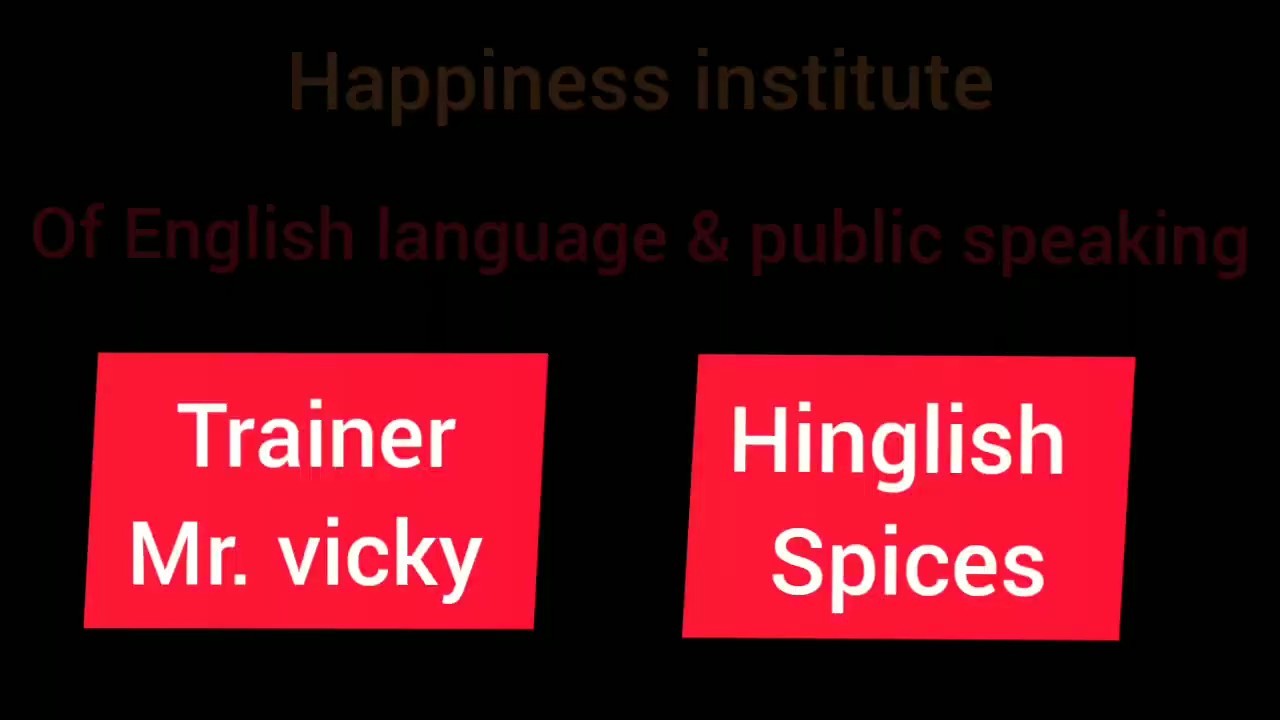 Happiness institute
Of English language & public speaking
Trainer
Mr. vicky
Hinglish
Spices